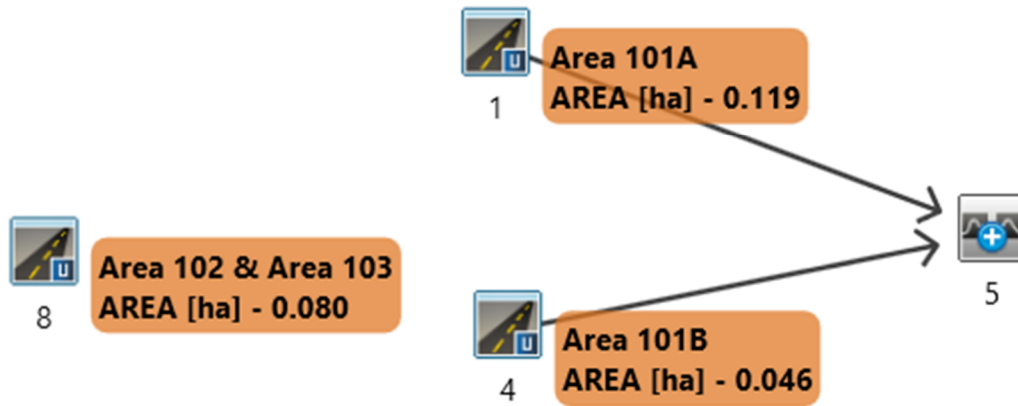 Area 101A
AREA [ha] - 0.119
U
1
Area 102 & Area 103
AREA [ha] - 0.080
U
8
5
Area 101B
AREA [ha] - 0.046
U
4